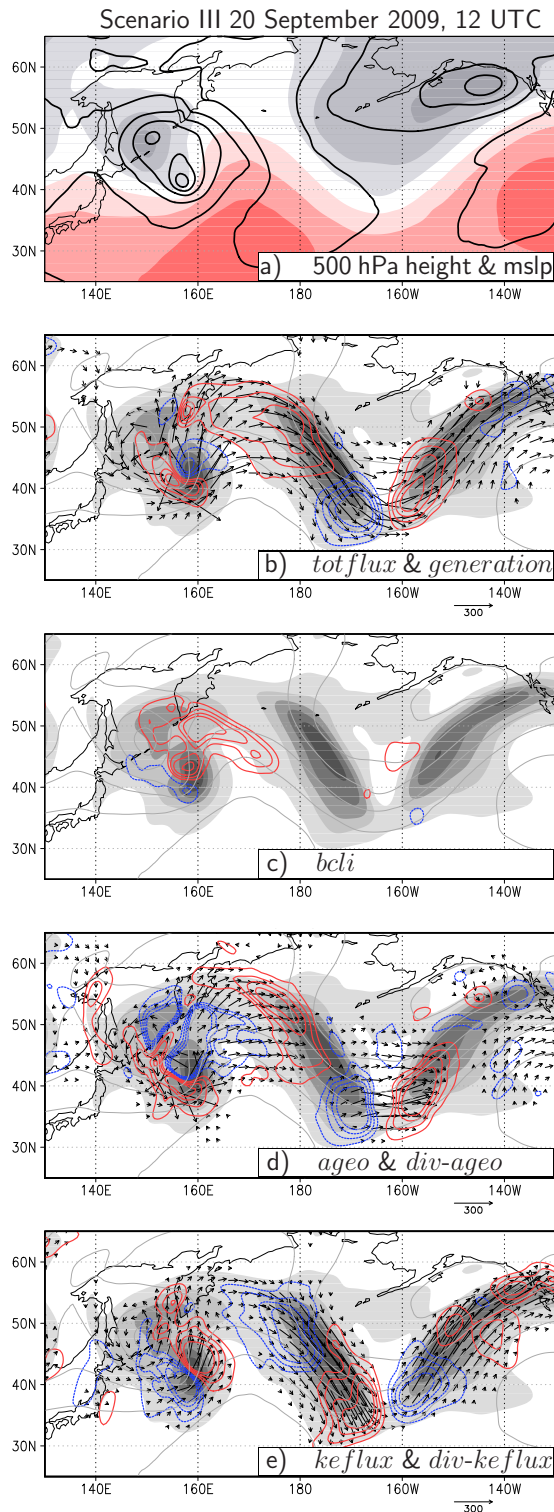 Scenario III 20 September 2009, 12 UTC
60N
50N
40N
30N
a) 500 hPa height & mslp
140E 160E 180 160W 140W
60N
50N
40N
30N
b) totflux & generation
140E 160E 180 160W 140W
300
60N
50N
40N
30N
c) bcli
140E 160E 180 160W 140W
60N
50N
40N
30N
d) ageo & div-ageo
140E 160E 180 160W 140W
300
60N
50N
40N
30N
e) keflux & div-keflux
140E 160E 180 160W 140W
300